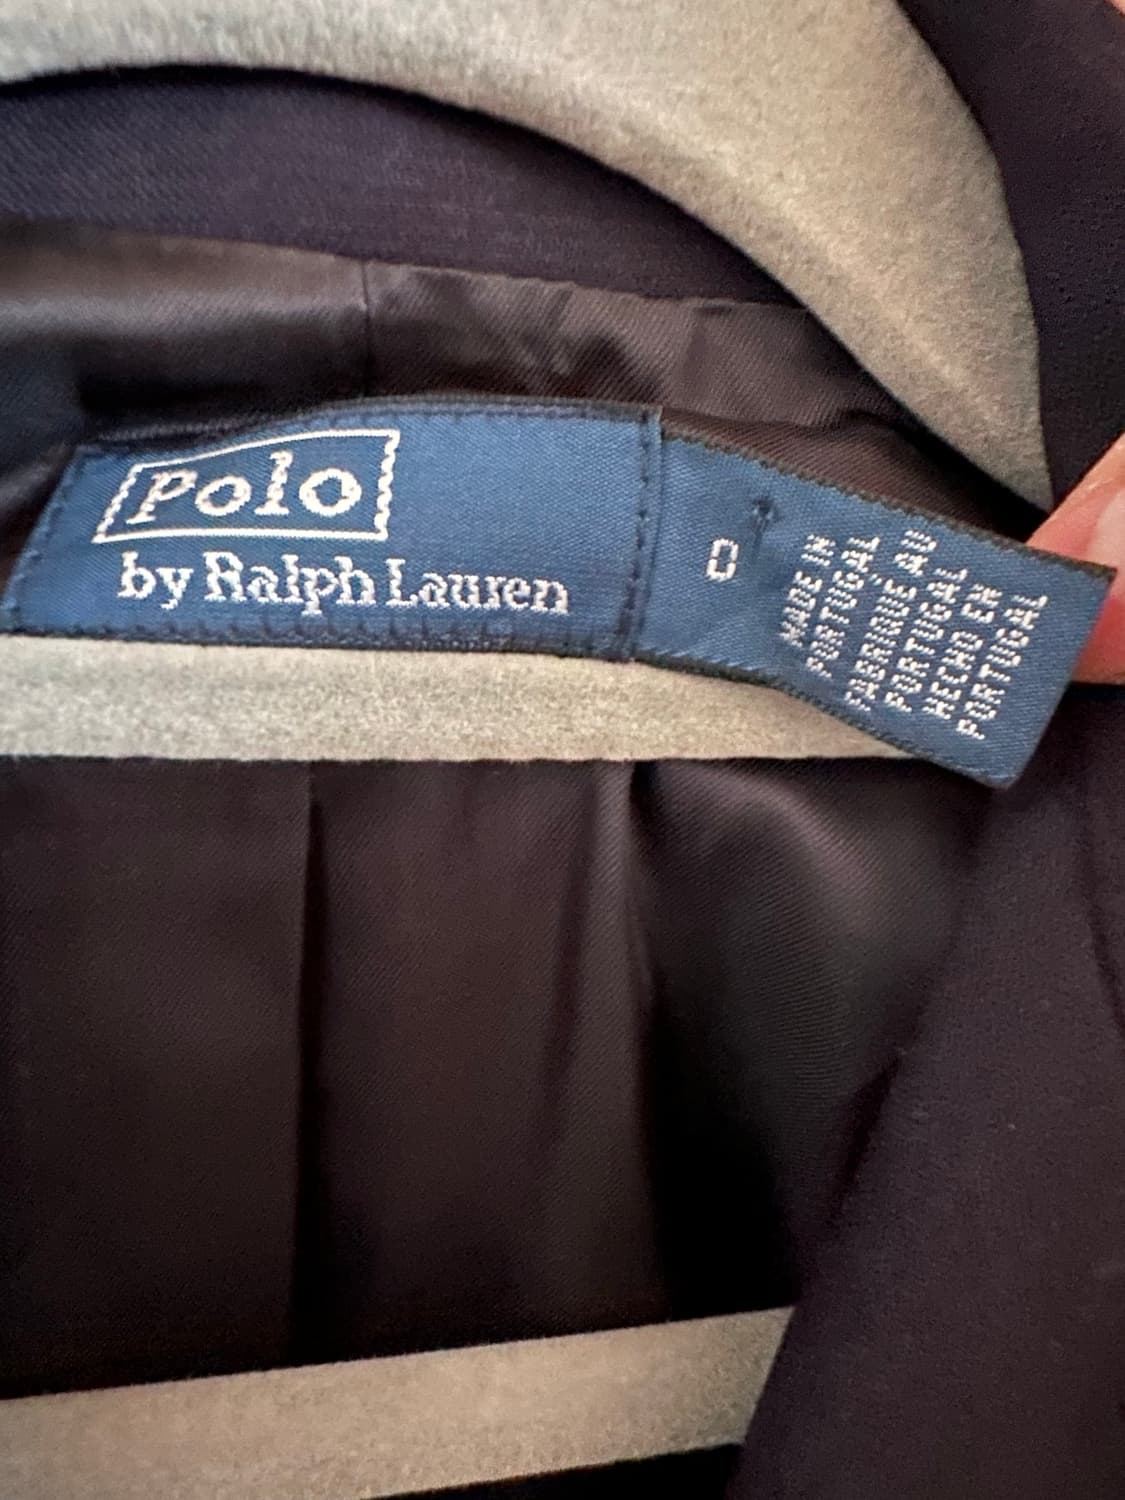 Polo
by Ralph Lauren
0
MADE IN
PORTUGAL
FABRIQUÉ AU
PORTUGAL
HECHO EN
PORTUGAL